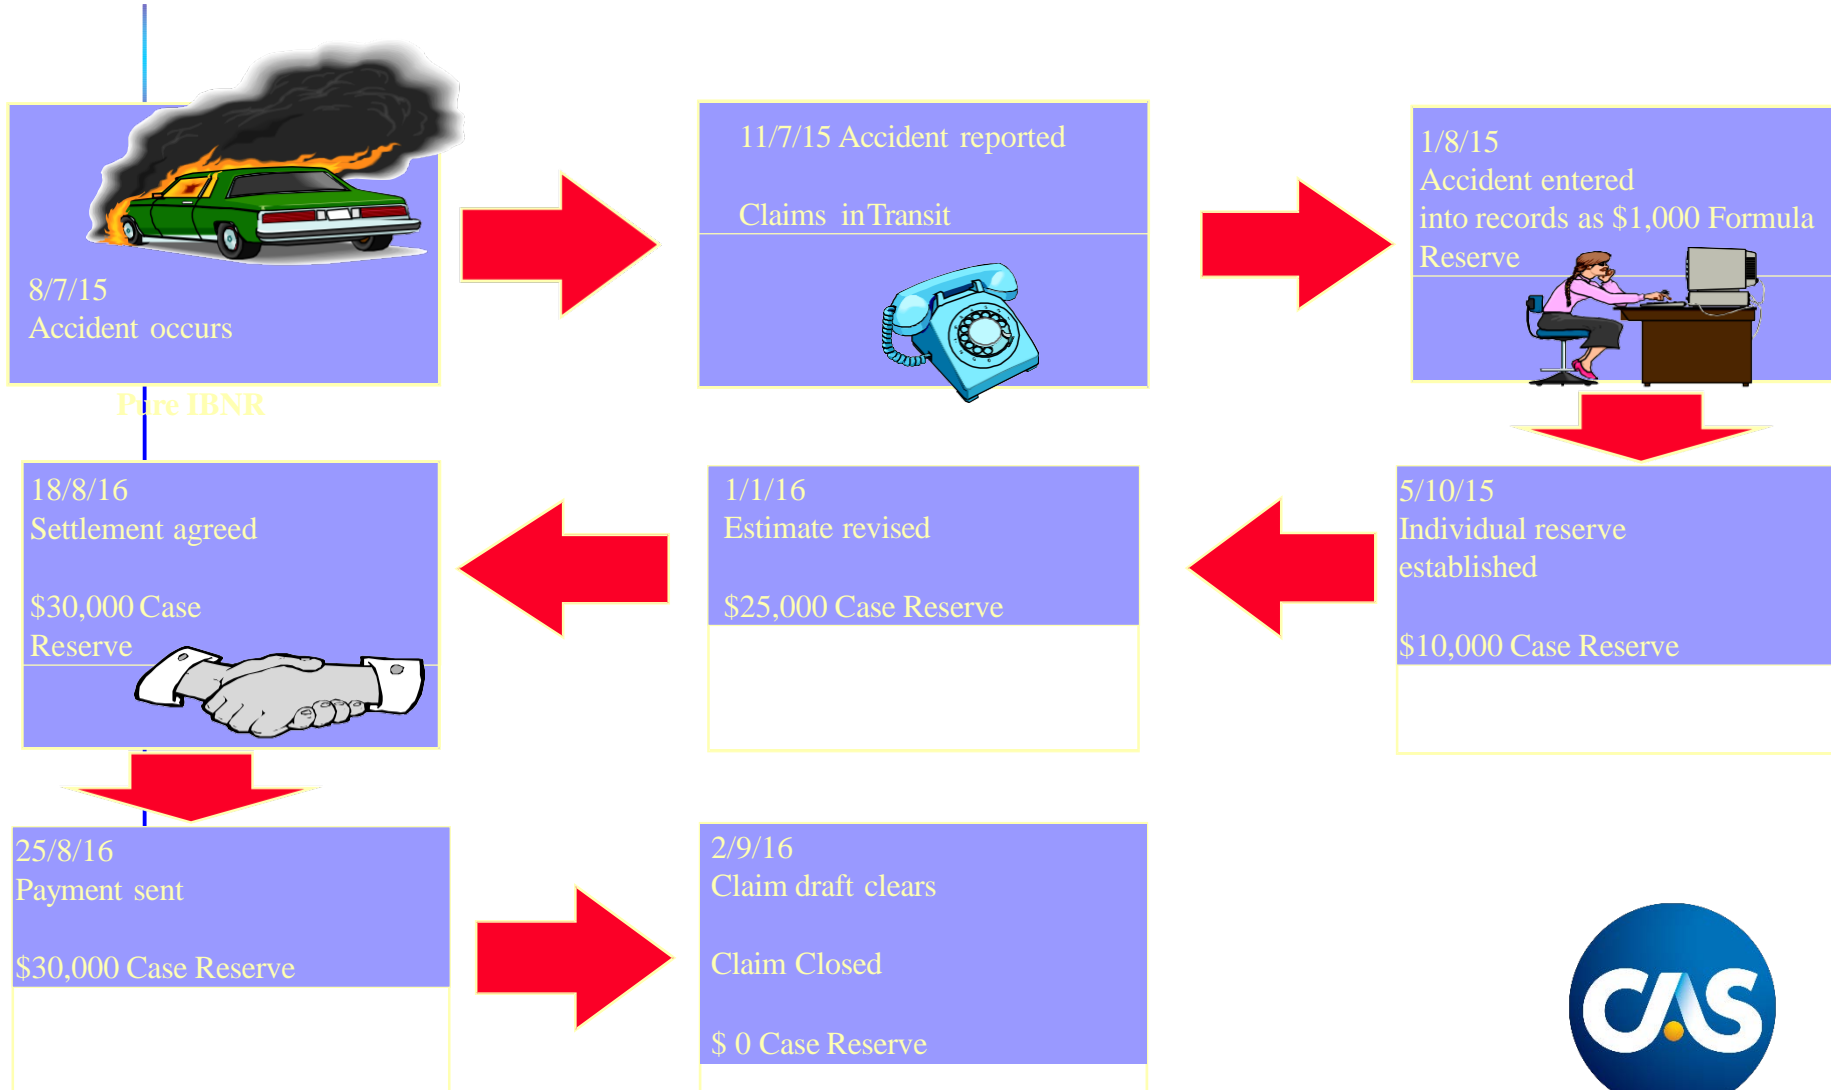 8/7/15
Accident occurs
Pure IBNR
11/7/15 Accident reported
Claims inTransit
1/8/15
Accident entered
into records as $1,000 Formula
Reserve
5/10/15
Individual reserve
established
$10,000 Case Reserve
1/1/16
Estimate revised
$25,000 Case Reserve
18/8/16
Settlement agreed
$30,000 Case
Reserve
25/8/16
Payment sent
$30,000 Case Reserve
2/9/16
Claim draft clears
Claim Closed
$ 0 Case Reserve
CAS